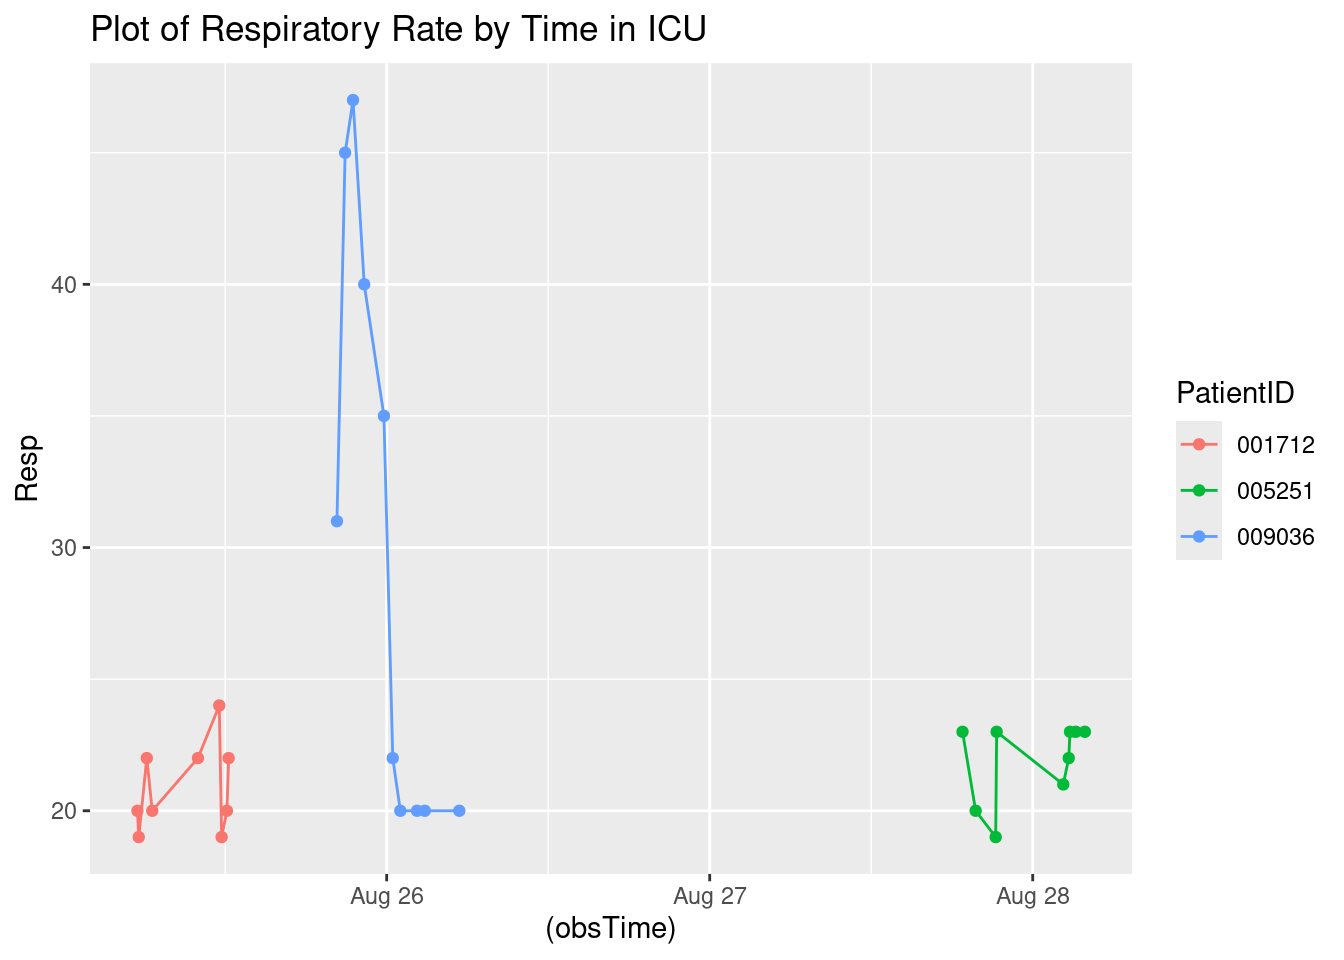 Plot of Respiratory Rate by Time in ICU
Resp
40
30
20
Aug 26
Aug 27
Aug 28
(obsTime)
PatientID
001712
005251
009036